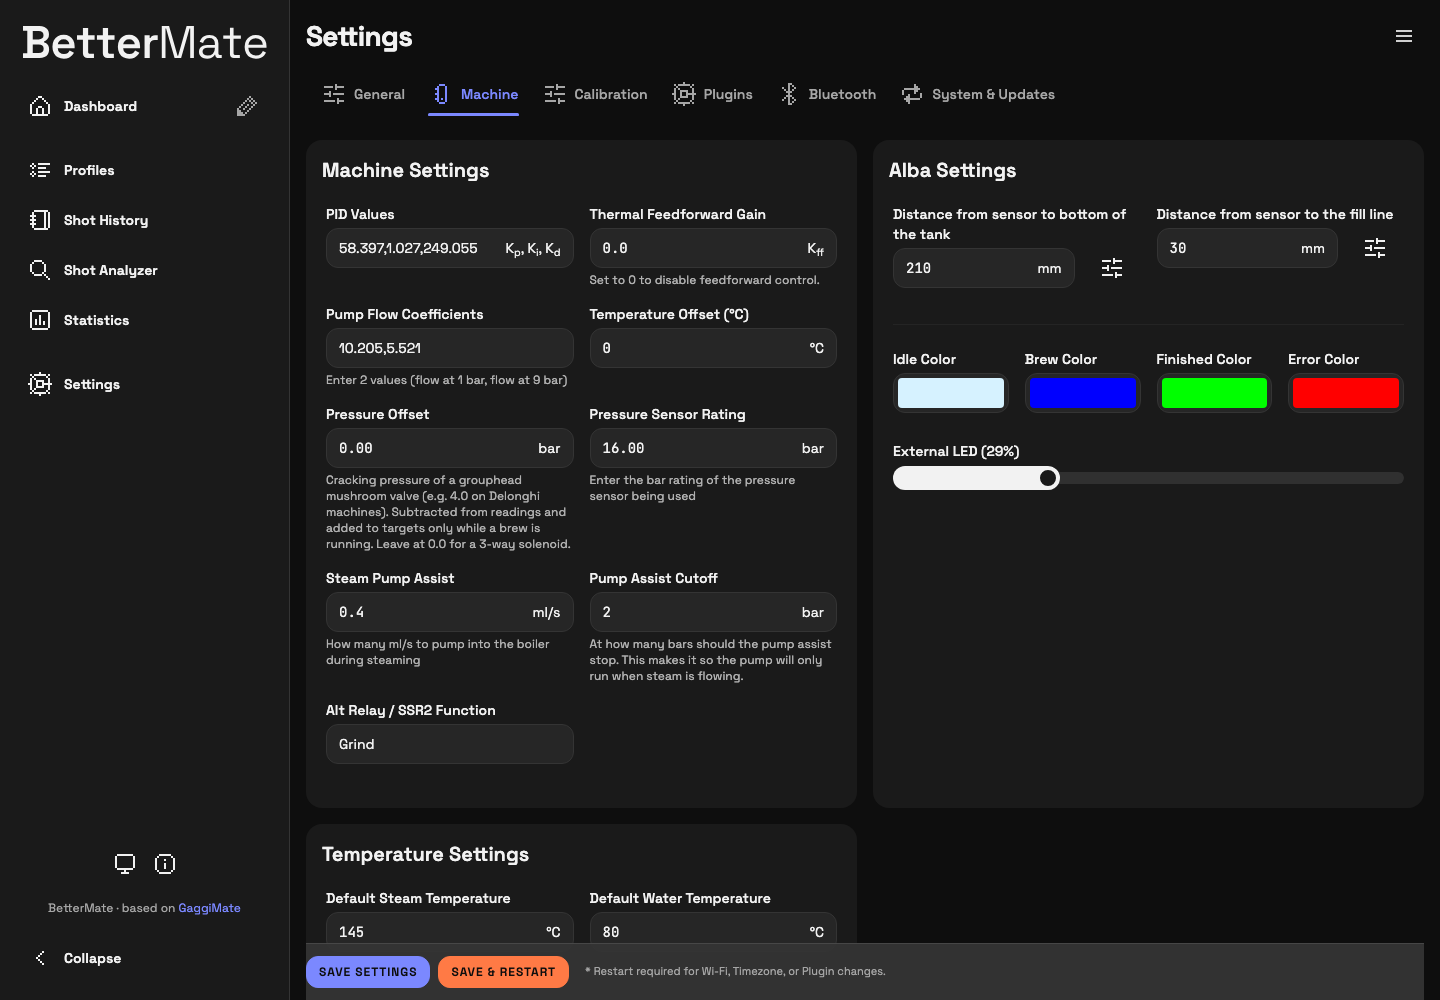 BetterMate
Dashboard
Profiles
Shot History
Shot Analyzer
Statistics
Settings
BetterMate · based on GaggiMate
Collapse
Settings
General
Machine
Calibration
Plugins
Bluetooth
System & Updates
Machine Settings
PID Values
58.397,1.027,249.055 Kp, Ki, Kd
Thermal Feedforward Gain
0.0 Kff
Set to 0 to disable feedforward control.
Pump Flow Coefficients
10.205,5.521
Enter 2 values (flow at 1 bar, flow at 9 bar)
Temperature Offset (°C)
0 °C
Pressure Offset
0.00 bar
Cracking pressure of a grouphead
mushroom valve (e.g. 4.0 on Delonghi
machines). Subtracted from readings and
added to targets only while a brew is
running. Leave at 0.0 for a 3-way solenoid.
Pressure Sensor Rating
16.00 bar
Enter the bar rating of the pressure
sensor being used
Steam Pump Assist
0.4 ml/s
How many ml/s to pump into the boiler
during steaming
Pump Assist Cutoff
2 bar
At how many bars should the pump assist
stop. This makes it so the pump will only
run when steam is flowing.
Alt Relay / SSR2 Function
Grind
Alba Settings
Distance from sensor to bottom of
the tank
210 mm
Distance from sensor to the fill line
30 mm
Idle Color
Brew Color
Finished Color
Error Color
External LED (29%)
Temperature Settings
Default Steam Temperature
145 °C
Default Water Temperature
80 °C
SAVE SETTINGS
SAVE & RESTART
* Restart required for Wi-Fi, Timezone, or Plugin changes.